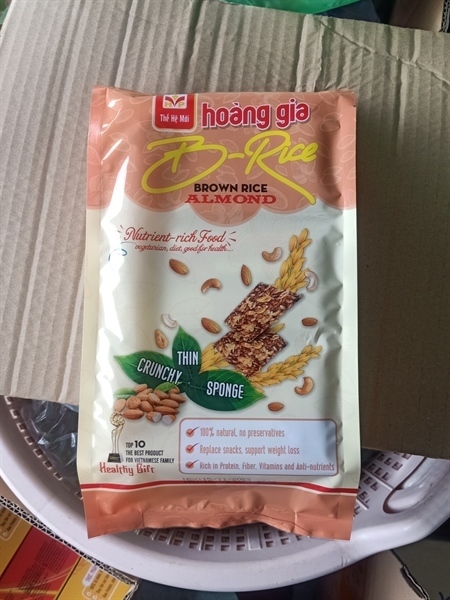 Thế Hệ Mới
hoàng gia
B-Rice
BROWN RICE
ALMOND
Nutrient-rich Food
vegetarian, diet, good for health...
THIN
CRUNCHY
SPONGE
TOP 10
THE BEST PRODUCT
FOR VIETNAMESE FAMILY
Healthy Gift
100% natural, no preservatives
Replace snacks, support weight loss
Rich in Protein, Fiber, Vitamins and Anti-nutrients